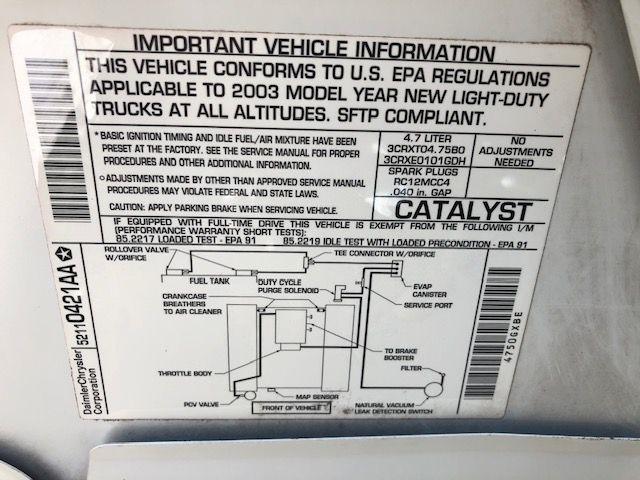 IMPORTANT VEHICLE INFORMATION
THIS VEHICLE CONFORMS TO U.S. EPA REGULATIONS
APPLICABLE TO 2003 MODEL YEAR NEW LIGHT-DUTY
TRUCKS AT ALL ALTITUDES. SFTP COMPLIANT.
*BASIC IGNITION TIMING AND IDLE FUEL/AIR MIXTURE HAVE BEEN
PRESET AT THE FACTORY. SEE THE SERVICE MANUAL FOR PROPER
PROCEDURES AND OTHER ADDITIONAL INFORMATION.
○ADJUSTMENTS MADE BY OTHER THAN APPROVED SERVICE MANUAL
PROCEDURES MAY VIOLATE FEDERAL AND STATE LAWS.
CAUTION: APPLY PARKING BRAKE WHEN SERVICING VEHICLE.
4.7 LITER
3CRXT04.75B0
3CRXE0101GDH
SPARK PLUGS
RC12MCC4
.040 in. GAP
NO
ADJUSTMENTS
NEEDED
CATALYST
IF EQUIPPED WITH FULL-TIME DRIVE THIS VEHICLE IS EXEMPT FROM THE FOLLOWING I/M
(PERFORMANCE WARRANTY SHORT TESTS):
85.2217 LOADED TEST - EPA 91 85.2219 IDLE TEST WITH LOADED PRECONDITION - EPA 91
ROLLOVER VALVE
W/ORIFICE
TEE CONNECTOR W/ORIFICE
FUEL TANK
DUTY CYCLE
PURGE SOLENOID
EVAP
CANISTER
CRANKCASE
BREATHERS
TO AIR CLEANER
SERVICE PORT
TO BRAKE
BOOSTER
THROTTLE BODY
FILTER
PCV VALVE
MAP SENSOR
FRONT OF VEHICLE
NATURAL VACUUM
LEAK DETECTION SWITCH
DaimlerChrysler
Corporation
52110421AA
4750GXBE